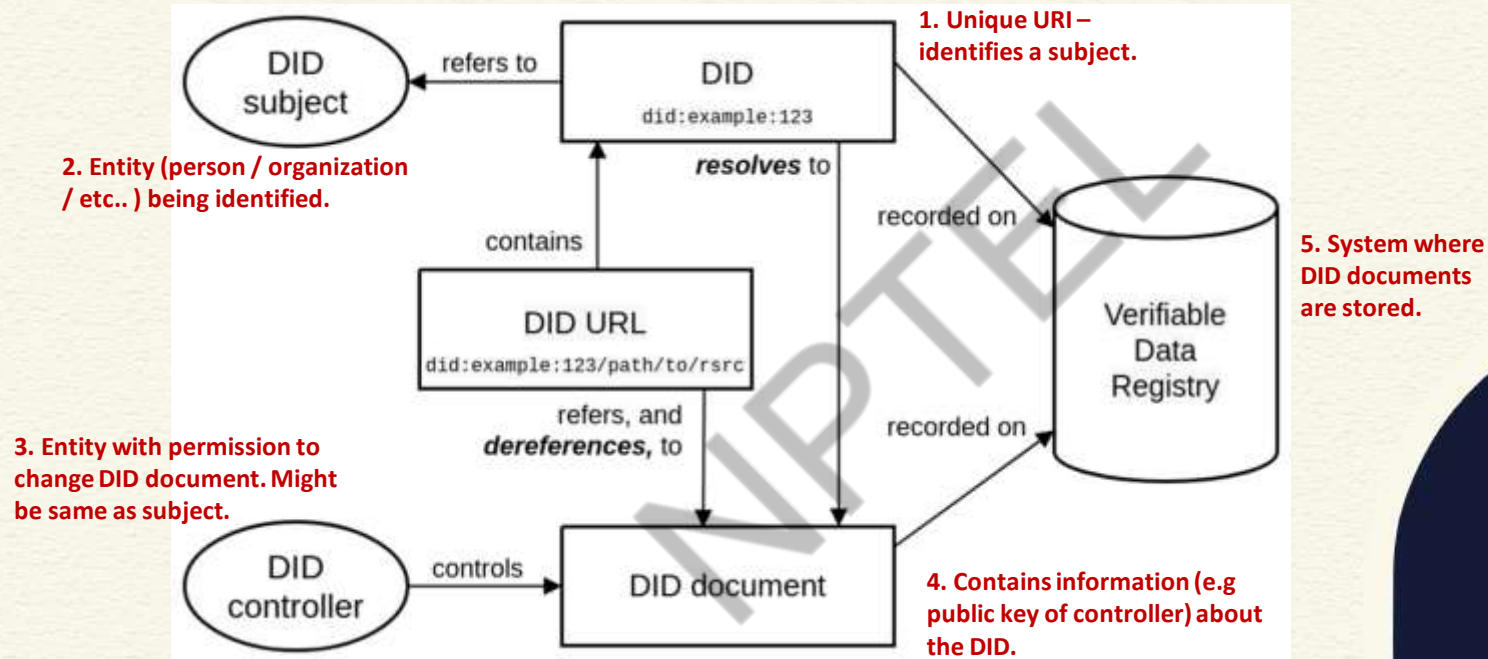 1. Unique URI –
identifies a subject.
DID
subject
refers to
DID
did:example:123
2. Entity (person / organization
/ etc.. ) being identified.
resolves to
recorded on
contains
5. System where
DID documents
are stored.
DID URL
did:example:123/path/to/rsrc
Verifiable
Data
Registry
refers, and
dereferences, to
recorded on
3. Entity with permission to
change DID document. Might
be same as subject.
DID
controller
controls
DID document
4. Contains information (e.g
public key of controller) about
the DID.
NPTEL